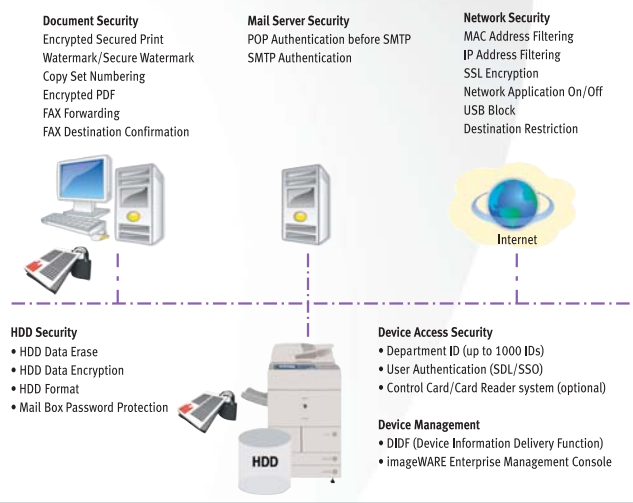 Document Security
Encrypted Secured Print
Watermark/Secure Watermark
Copy Set Numbering
Encrypted PDF
FAX Forwarding
FAX Destination Confirmation
Mail Server Security
POP Authentication before SMTP
SMTP Authentication
Network Security
MAC Address Filtering
IP Address Filtering
SSL Encryption
Network Application On/Off
USB Block
Destination Restriction
Internet
HDD Security
• HDD Data Erase
• HDD Data Encryption
• HDD Format
• Mail Box Password Protection
HDD
Device Access Security
• Department ID (up to 1000 IDs)
• User Authentication (SDL/SSO)
• Control Card/Card Reader system (optional)
Device Management
• DIDF (Device Information Delivery Function)
• imageWARE Enterprise Management Console